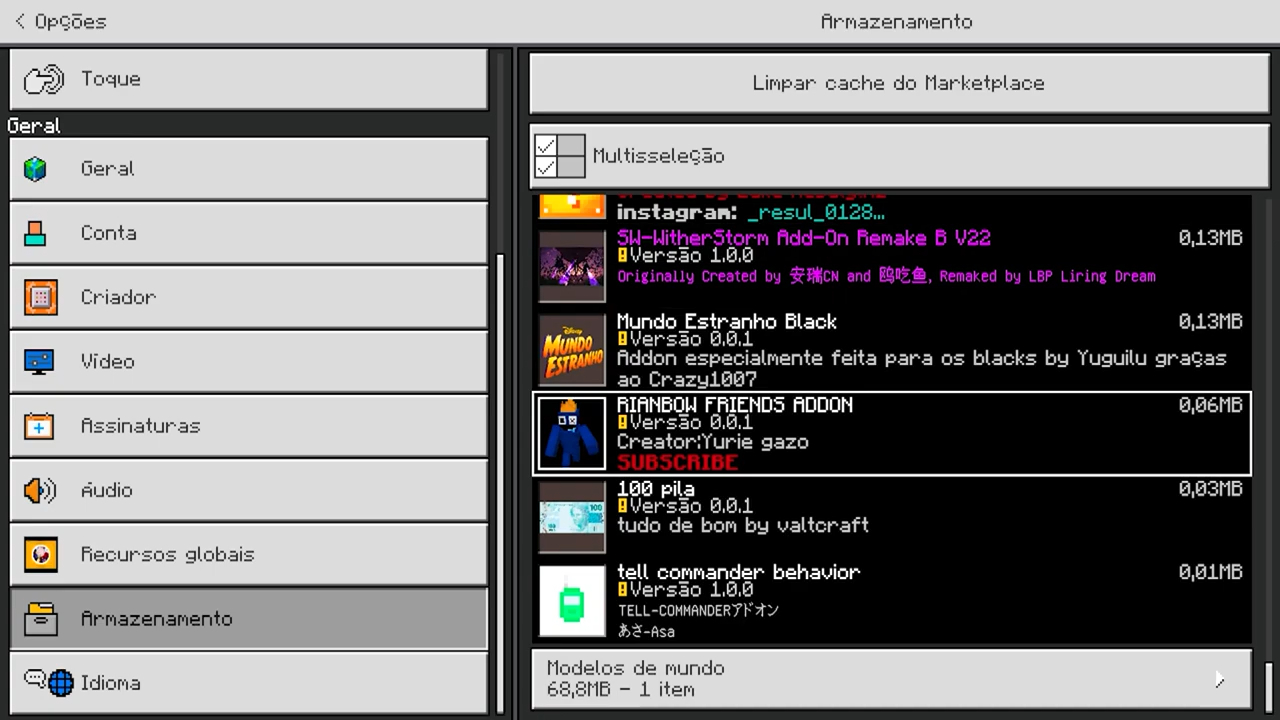 Opções
Armazenamento
Toque
Geral
Geral
Conta
Criador
Vídeo
Assinaturas
Áudio
Recursos globais
Armazenamento
Idioma
Limpar cache do Marketplace
Multisseleção
instagram: _resul_0128...
SW-WitherStorm Add-On Remake B V22
0,13MB
Versão 1.0.0
Originally Created by 安瑞CN and 鸥吃鱼, Remaked by LBP Liring Dream
Disney
MUNDO
ESTRANHO
Mundo Estranho Black
0,13MB
Versão 0.0.1
Addon especialmente feita para os blacks by Yuguilu graças
ao Crazy1007
RIANBOW FRIENDS ADDON
0,06MB
Versão 0.0.1
Creator:Yurie gazo
SUBSCRIBE
100
100 pila
0,03MB
Versão 0.0.1
tudo de bom by valtcraft
tell commander behavior
0,01MB
Versão 1.0.0
TELL-COMMANDERアドオン
あさ-Asa
Modelos de mundo
68,8MB - 1 item